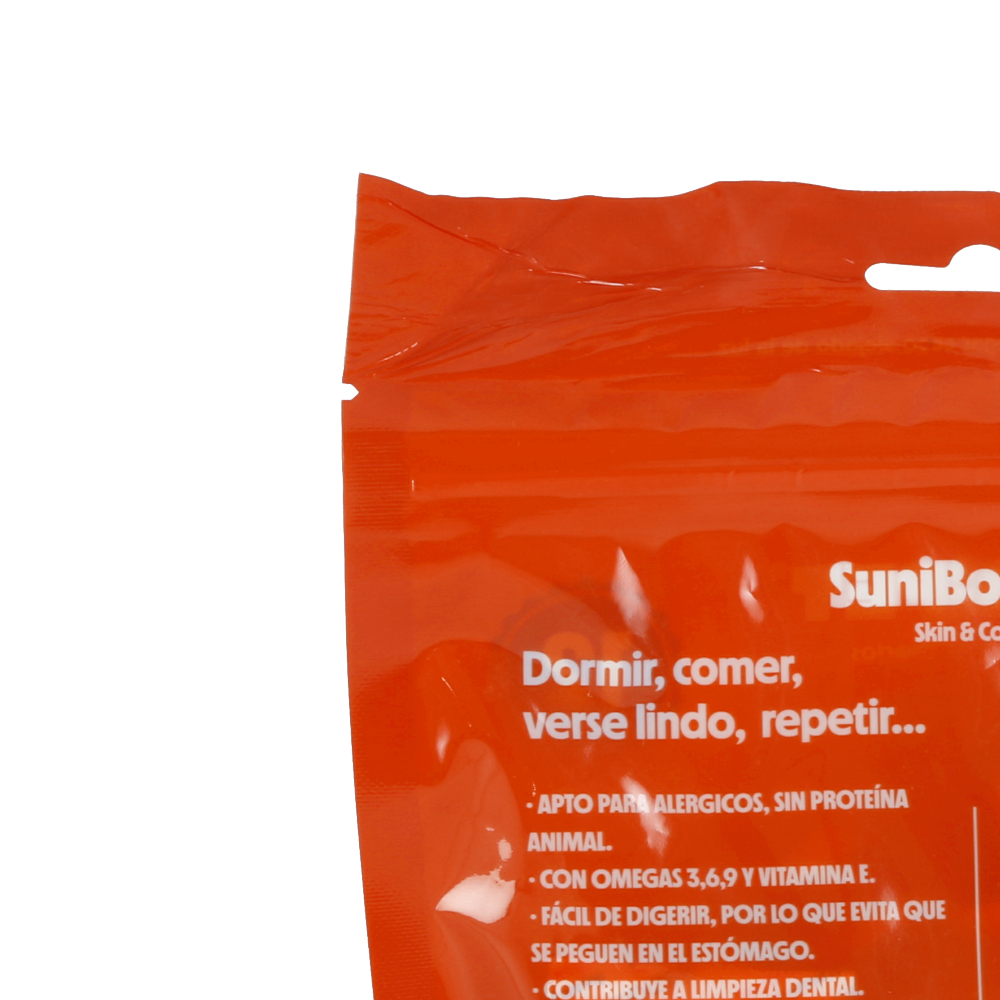 SuniBo
Skin & Co
Dormir, comer,
verse lindo, repetir...
· APTO PARA ALERGICOS, SIN PROTEÍNA
ANIMAL.
· CON OMEGAS 3,6,9 Y VITAMINA E.
· FÁCIL DE DIGERIR, POR LO QUE EVITA QUE
SE PEGUEN EN EL ESTÓMAGO.
· CONTRIBUYE A LIMPIEZA DENTAL.